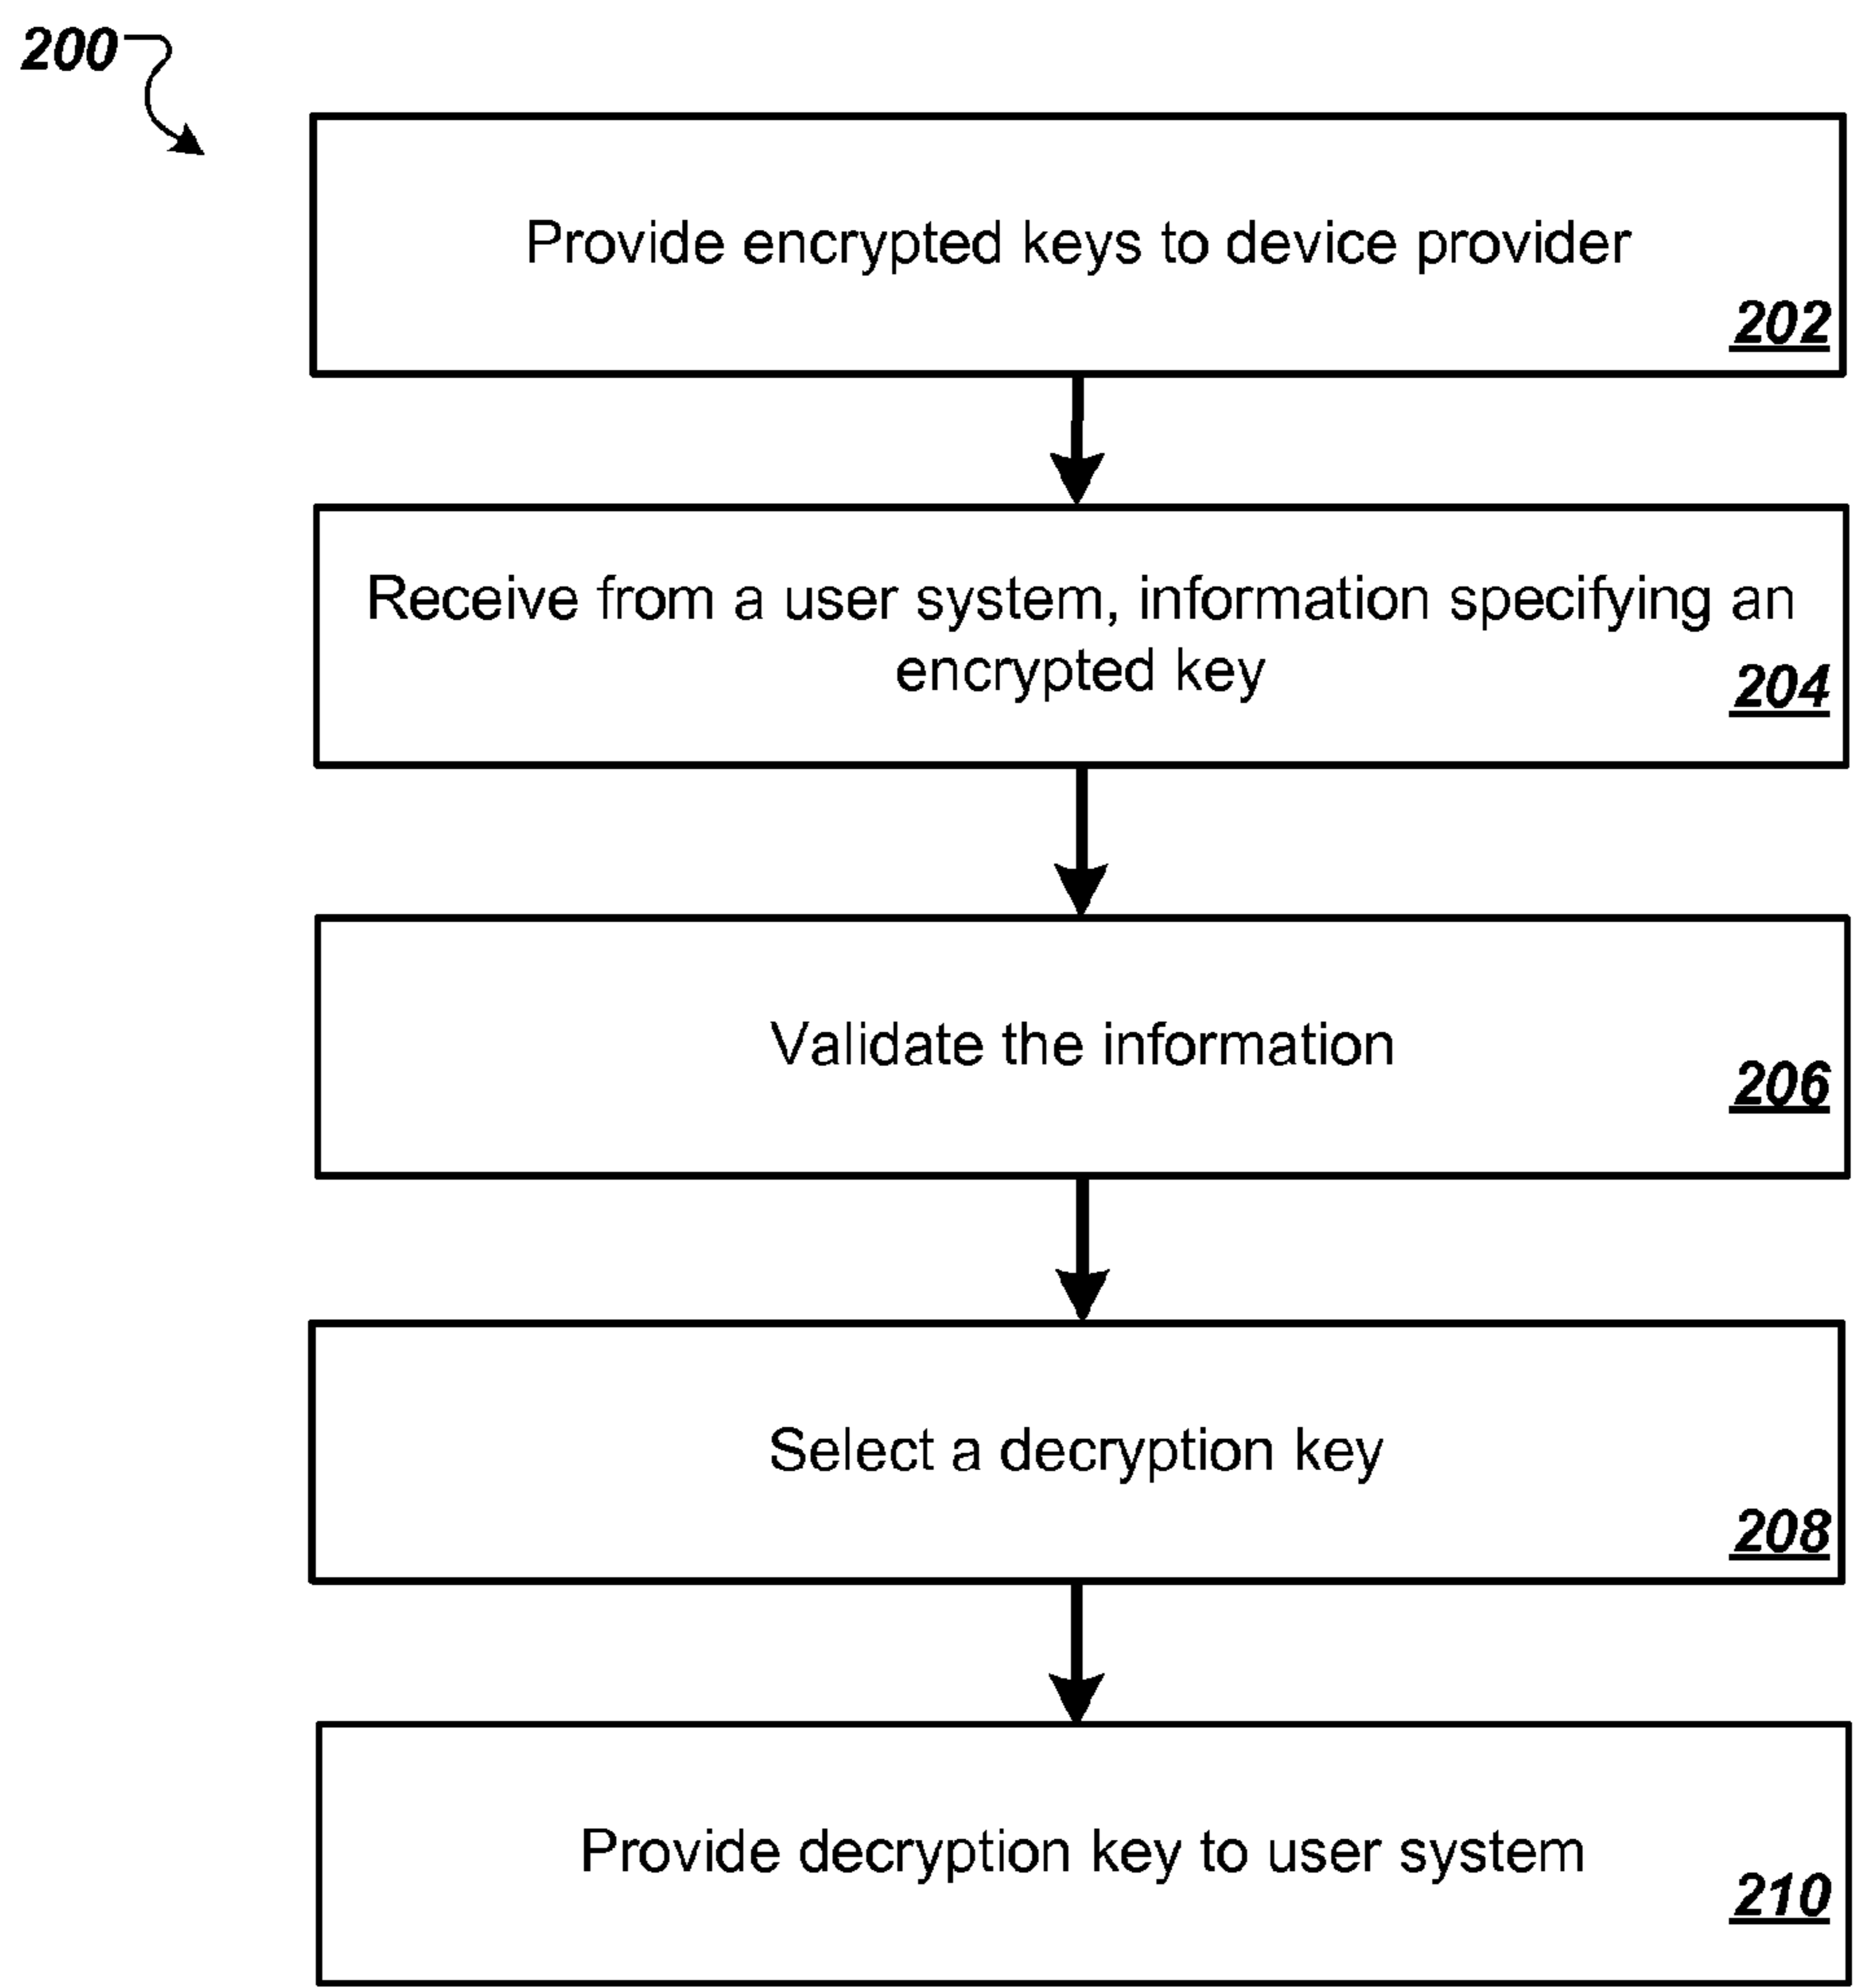 200
Provide encrypted keys to device provider
202
Receive from a user system, information specifying an
encrypted key
204
Validate the information
206
Select a decryption key
208
Provide decryption key to user system
210